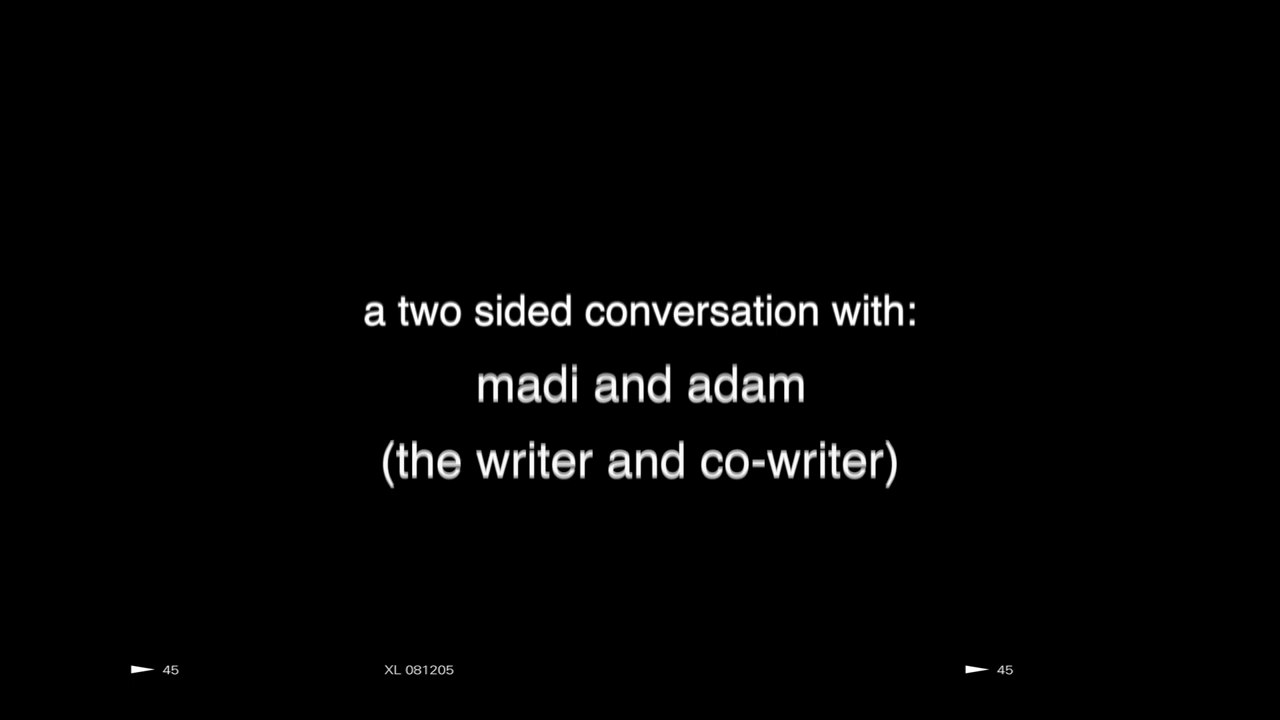 a two sided conversation with:
madi and adam
(the writer and co-writer)
45 XL 081205 45